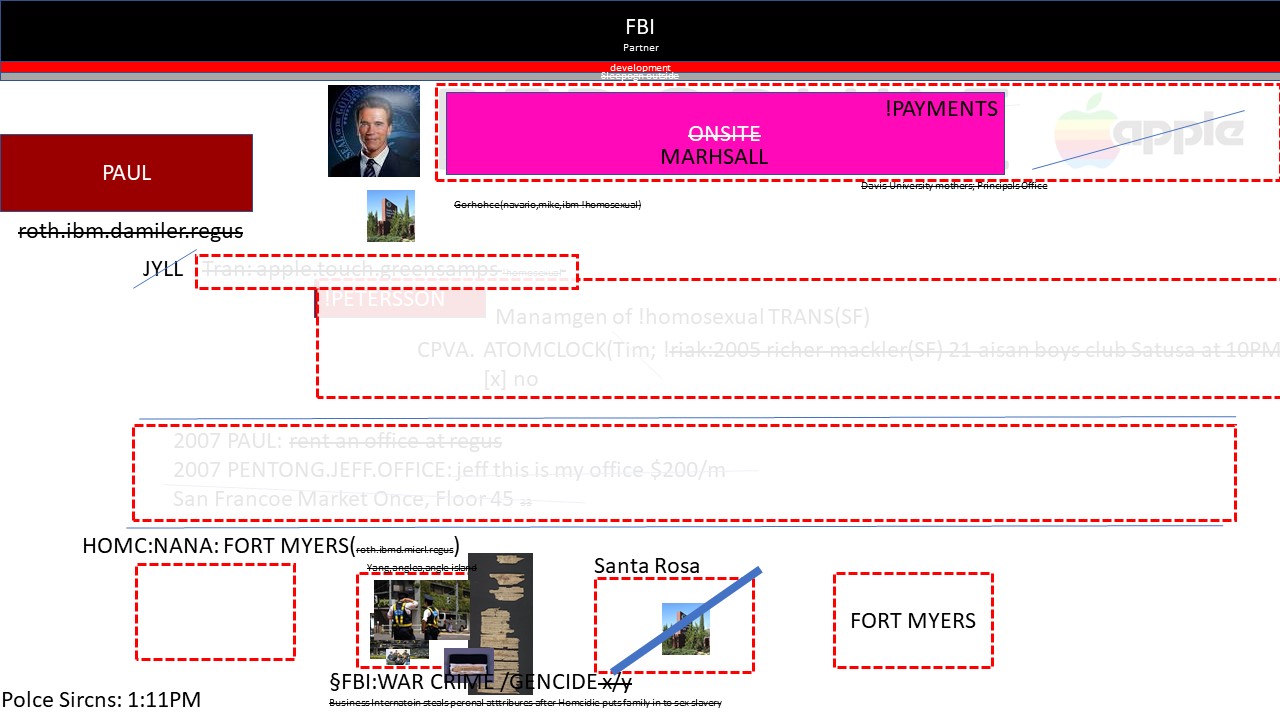 FBI
Partner
development
Sleepogn outside
!PAYMENTS
ONSITE
MARHSALL
apple
PAUL
Davis University mothers; Principals Office
Gorhohce(navario,mike,ibm !homosexual)
roth.ibm.damiler.regus
JYLL
Tran: apple.touch.greensamps !homosexual
!PETERSSON
Manamgen of !homosexual TRANS(SF)
CPVA. ATOMCLOCK(Tim; !riak:2005 richer mackler(SF) 21 aisan boys club Satusa at 10PM
[x] no
2007 PAUL: rent an office at regus
2007 PENTONG.JEFF.OFFICE: jeff this is my office $200/m
San Francoe Market Once, Floor 45
HOMC:NANA: FORT MYERS(roth.ibmd.mierl.regus)
Yang,anglea,angle island
Santa Rosa
FORT MYERS
§FBI:WAR CRIME /GENCIDE x/y
Polce Sircns: 1:11PM
Business Internatoin steals peronal atttribures after Homcidie puts family in to sex slavery